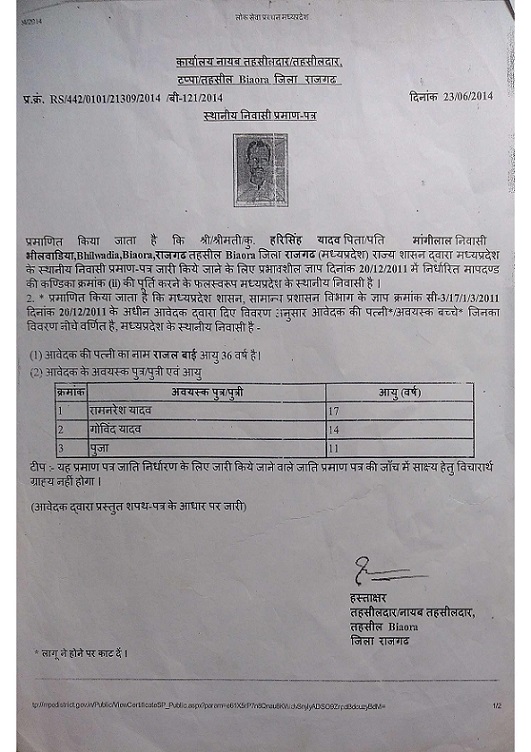 लोक सेवा प्रबंधन मध्यप्रदेश
कार्यालय नायब तहसीलदार/तहसीलदार,
टप्पा/तहसील Biaora जिला राजगढ
प्र.क्रं. RS/442/0101/21309/2014 /बी-121/2014 दिनांक 23/06/2014
स्थानीय निवासी प्रमाण-पत्र
प्रमाणित किया जाता है कि श्री/श्रीमती/कु. हरिसिंह यादव पिता/पति मांगीलाल निवासी
भीलवाडिया,Bhilwadia,Biaora,राजगढ तहसील Biaora जिला राजगढ (मध्यप्रदेश) राज्य शासन द्वारा मध्यप्रदेश
के स्थानीय निवासी प्रमाण-पत्र जारी किये जाने के लिए प्रभावशील ज्ञाप दिनांक 20/12/2011 में निर्धारित मापदण्ड
की कण्डिका क्रमांक (ii) की पूर्ति करने के फलस्वरूप मध्यप्रदेश के स्थानीय निवासी है ।
2. * प्रमाणित किया जाता है कि मध्यप्रदेश शासन, सामान्य प्रशासन विभाग के ज्ञाप क्रमांक सी-3/17/1/3/2011
दिनांक 20/12/2011 के अधीन आवेदक द्वारा दिए विवरण अनुसार आवेदक की पत्नी*/अवयस्क बच्चे* जिनका
विवरण नीचे वर्णित है, मध्यप्रदेश के स्थानीय निवासी है -
(1) आवेदक की पत्नी का नाम राजल बाई आयु 36 वर्ष है।
(2) आवेदक के अवयस्क पुत्र/पुत्री एवं आयु
क्रमांक अवयस्क पुत्र/पुत्री आयु (वर्ष)
1 रामनरेश यादव 17
2 गोविंद यादव 14
3 पुजा 11
टीप :- यह प्रमाण पत्र जाति निर्धारण के लिए जारी किये जाने वाले जाति प्रमाण पत्र की जाँच में साक्ष्य हेतु विचारार्थ
ग्राहय नहीं होगा ।
(आवेदक द्वारा प्रस्तुत शपथ-पत्र के आधार पर जारी)
हस्ताक्षर
तहसीलदार/नायब तहसीलदार,
तहसील Biaora
जिला राजगढ
* लागू ने होने पर काट दें ।
1/2